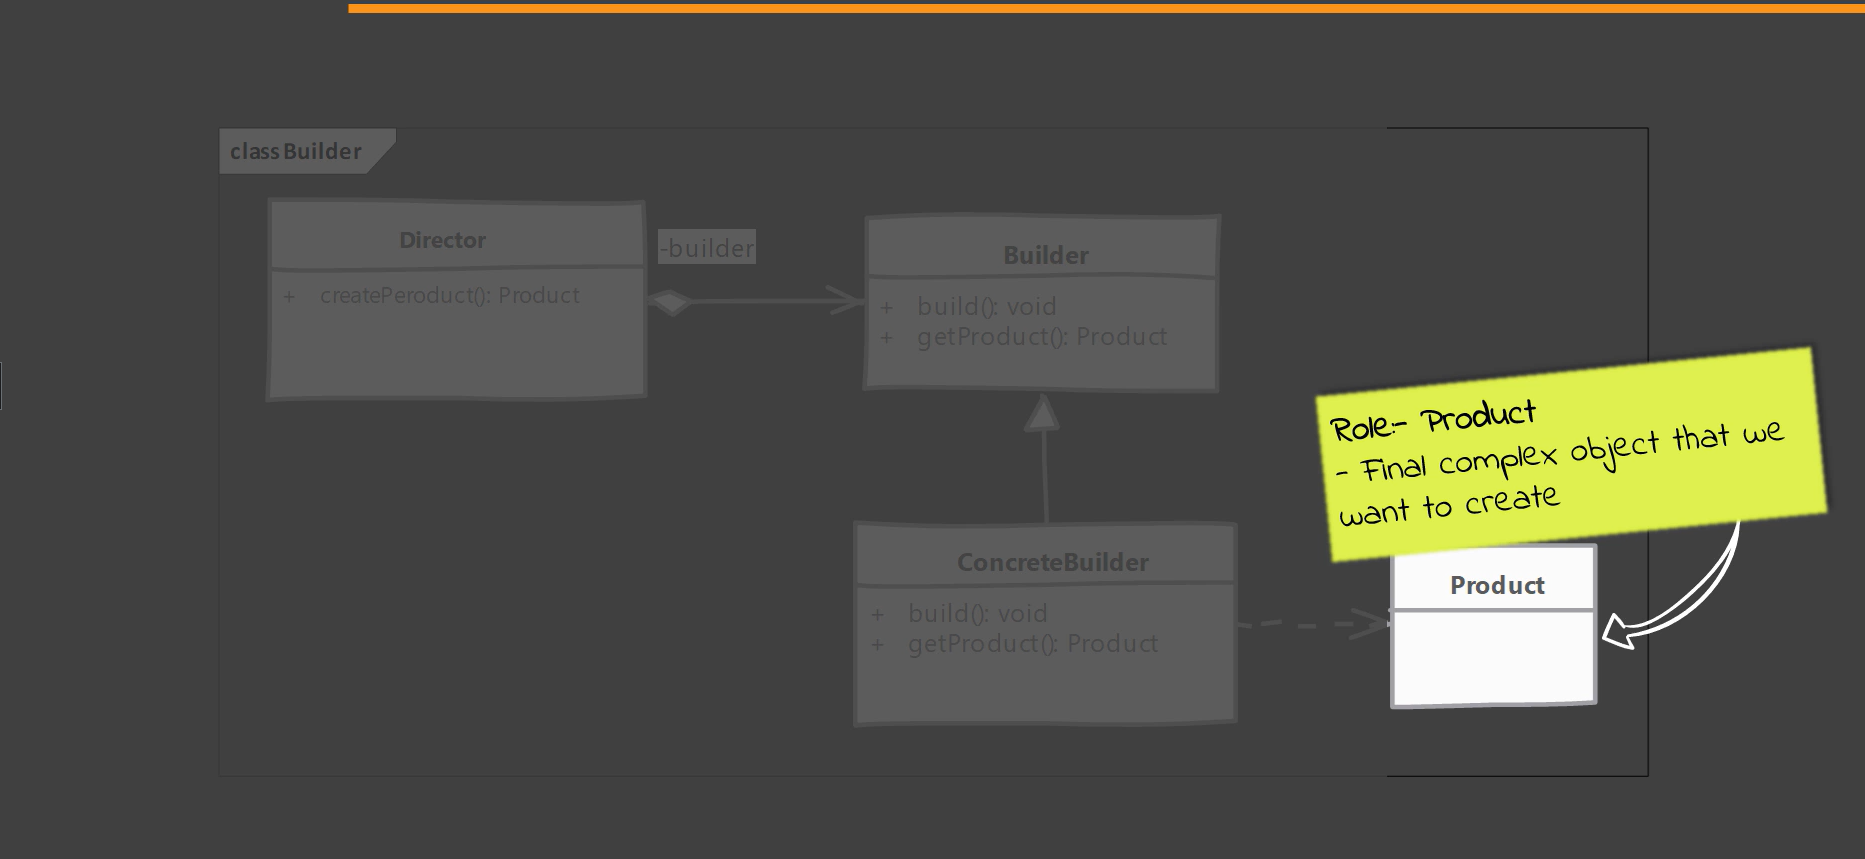 class Builder
Director
+ createPeroduct(): Product
-builder
Builder
+ build(): void
+ getProduct(): Product
Role:- Product
- Final complex object that we
want to create
ConcreteBuilder
+ build(): void
+ getProduct(): Product
Product